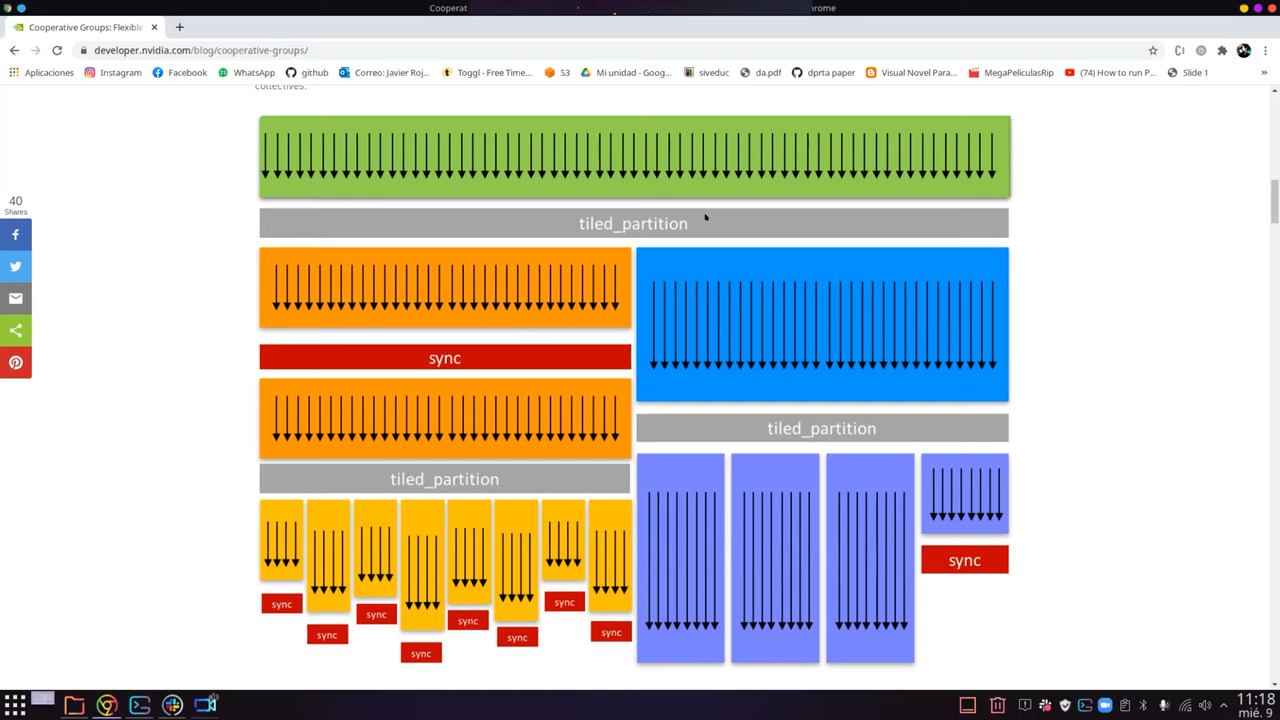 Cooperat
hrome
Cooperative Groups: Flexible
developer.nvidia.com/blog/cooperative-groups/
Aplicaciones Instagram Facebook WhatsApp github Correo: Javier Roj... Toggl - Free Time... S3 Mi unidad - Goog... siveduc da.pdf dprta paper Visual Novel Para... MegaPeliculasRip (74) How to run P... Slide 1 »
collectives.
40
Shares
tiled_partition
sync
tiled_partition
tiled_partition
sync
sync
sync
sync
sync
sync
sync
sync
sync
11:18
mié. 9